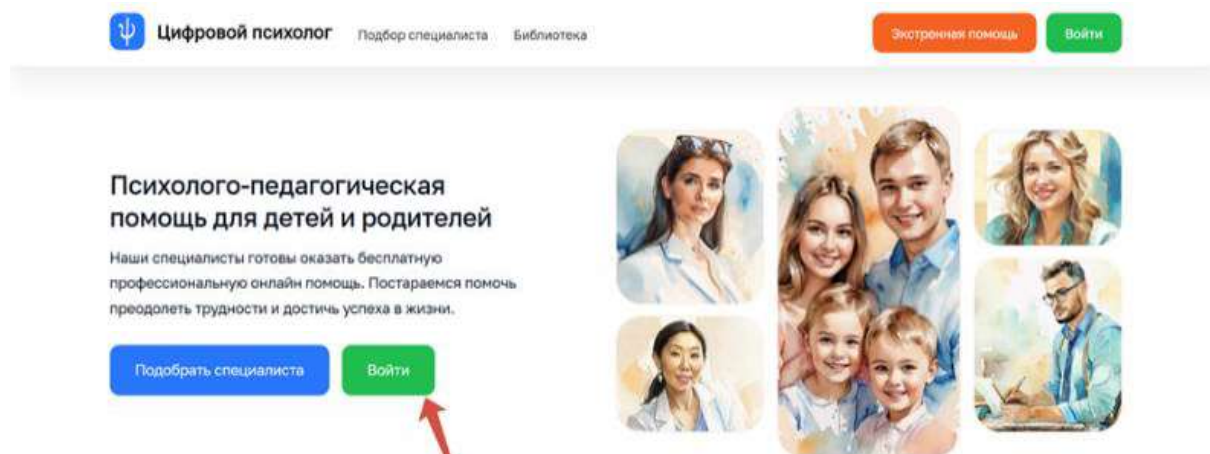 Цифровой психолог Подбор специалиста Библиотека Экстренная помощь Войти
Психолого-педагогическая
помощь для детей и родителей
Наши специалисты готовы оказать бесплатную
профессиональную онлайн помощь. Постараемся помочь
преодолеть трудности и достичь успеха в жизни.
Подобрать специалиста Войти